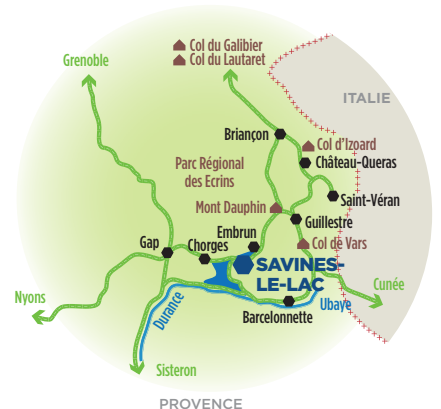 Col du Galibier
Col du Lautaret
Grenoble
ITALIE
Briançon
Col d'Izoard
Château-Queras
Parc Régional
des Ecrins
Saint-Véran
Mont Dauphin
Guillestre
Embrun
Col de Vars
Gap
Chorges
SAVINES-
LE-LAC
Cunée
Nyons
Durance
Ubaye
Barcelonnette
Sisteron
PROVENCE